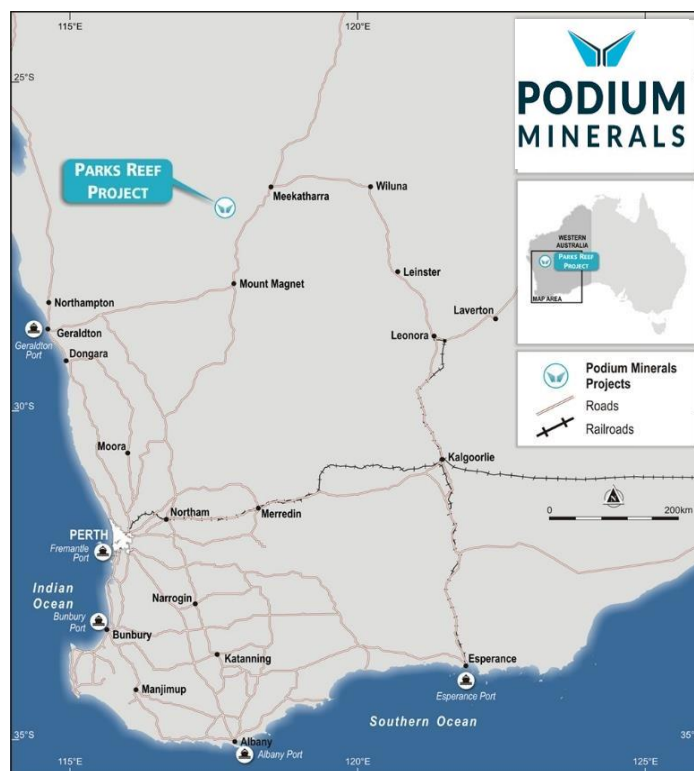 115°E
120°E
25°S
PODIUM
MINERALS
PARKS REEF
PROJECT
Meekatharra
Wiluna
WESTERN
AUSTRALIA
PARKS REEF
PROJECT
MAP AREA
Leinster
Mount Magnet
Northampton
Laverton
Geraldton
Geraldton
Port
Leonora
Dongara
Podium Minerals
Projects
Roads
Railroads
30°S
Moora
Kalgoorlie
N
0
200km
Northam
Merredin
PERTH
Fremantle
Port
Indian
Ocean
Narrogin
Bunbury
Port
Bunbury
Katanning
Esperance
Esperance Port
Manjimup
Southern Ocean
35°S
Albany
Albany Port
115°E
120°E
125°E